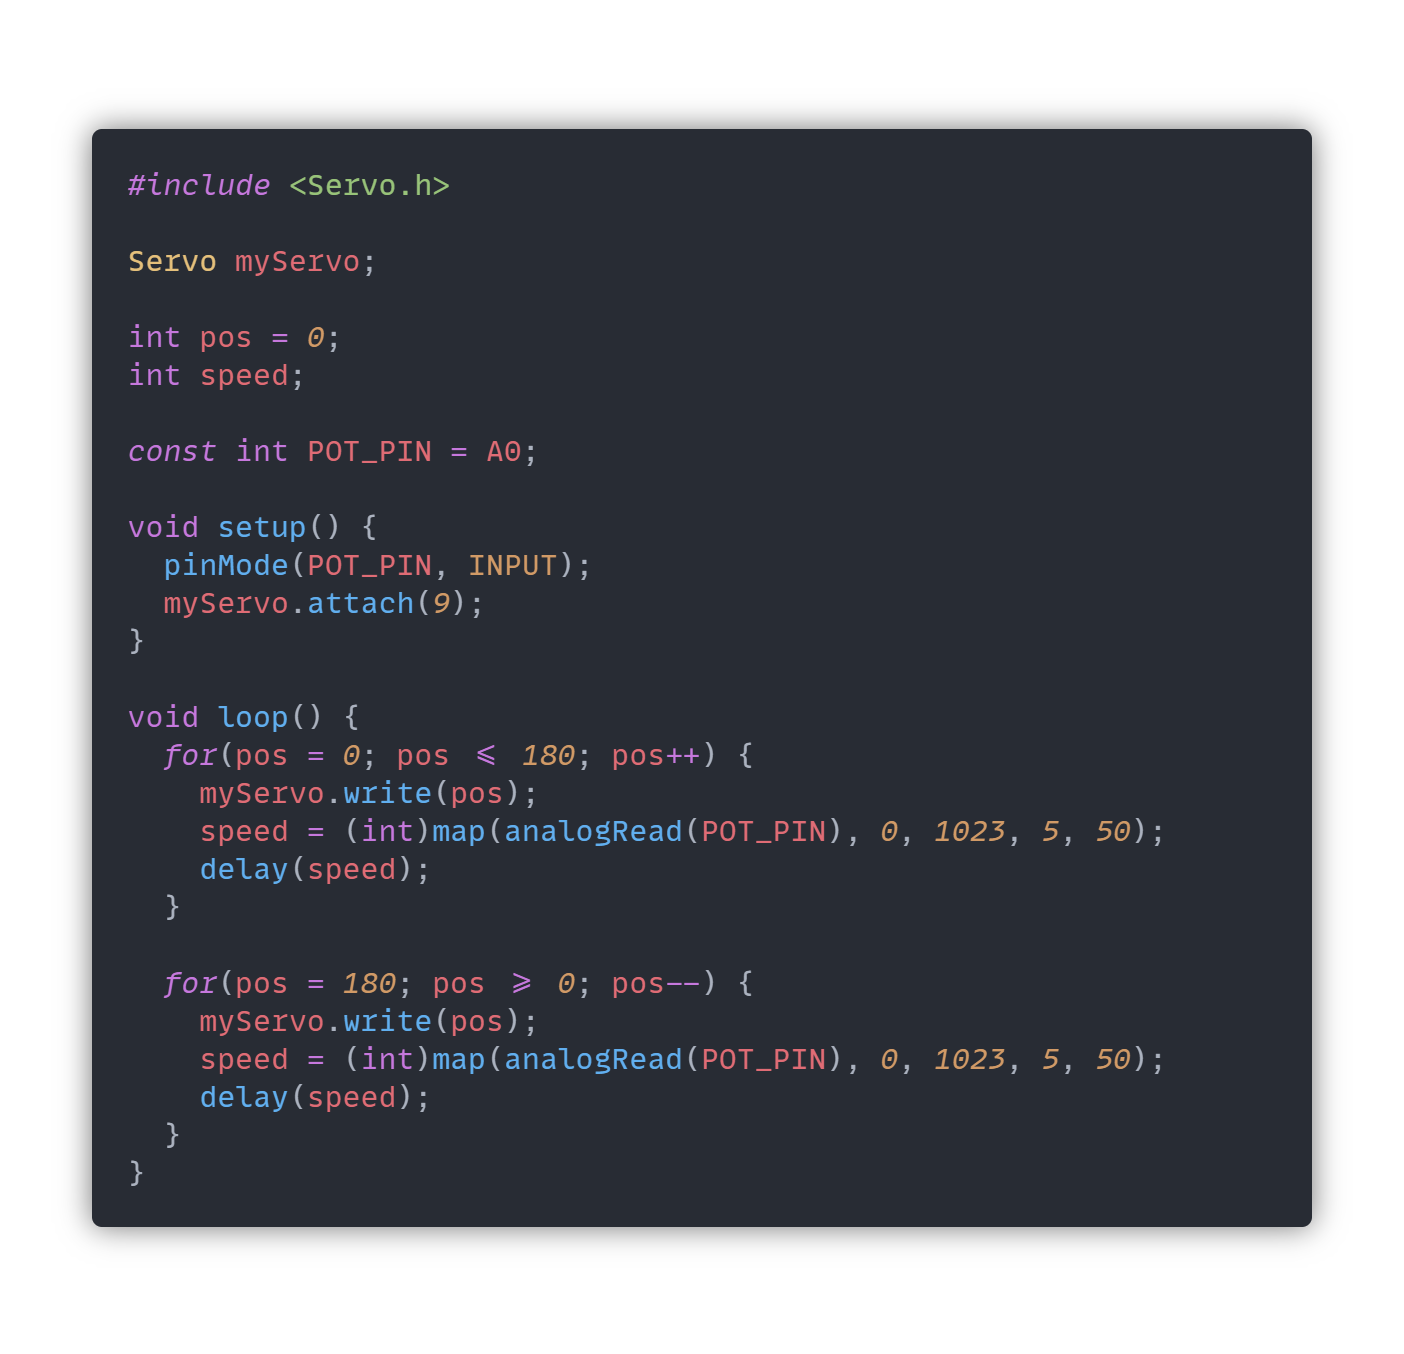 #include <Servo.h>

Servo myServo;

int pos = 0;
int speed;

const int POT_PIN = A0;

void setup() {
  pinMode(POT_PIN, INPUT);
  myServo.attach(9);
}

void loop() {
  for(pos = 0; pos <= 180; pos++) {
    myServo.write(pos);
    speed = (int)map(analogRead(POT_PIN), 0, 1023, 5, 50);
    delay(speed);
  }

  for(pos = 180; pos >= 0; pos--) {
    myServo.write(pos);
    speed = (int)map(analogRead(POT_PIN), 0, 1023, 5, 50);
    delay(speed);
  }
}